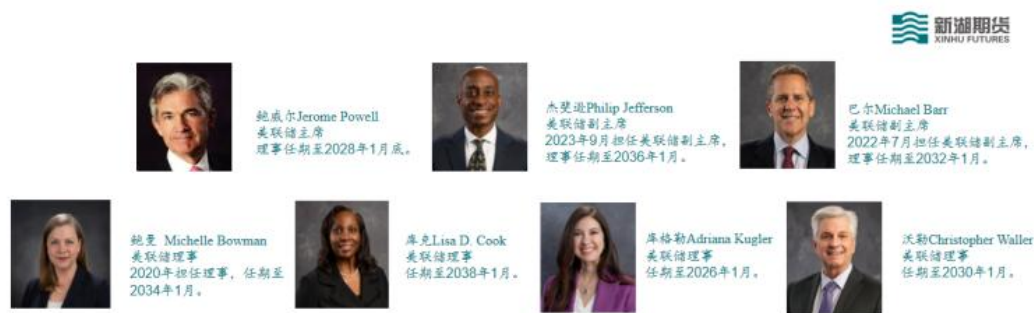 新湖期货
XINHU FUTURES
鲍威尔Jerome Powell
美联储主席
理事任期至2028年1月底。
杰斐逊Philip Jefferson
美联储副主席
2023年9月担任美联储副主席，
理事任期至2036年1月。
巴尔Michael Barr
美联储副主席
2022年7月担任美联储副主席，
理事任期至2032年1月。
鲍曼 Michelle Bowman
美联储理事
2020年担任理事，任期至
2034年1月。
库克Lisa D. Cook
美联储理事
任期至2038年1月。
库格勒Adriana Kugler
美联储理事
任期至2026年1月。
沃勒Christopher Waller
美联储理事
任期至2030年1月。